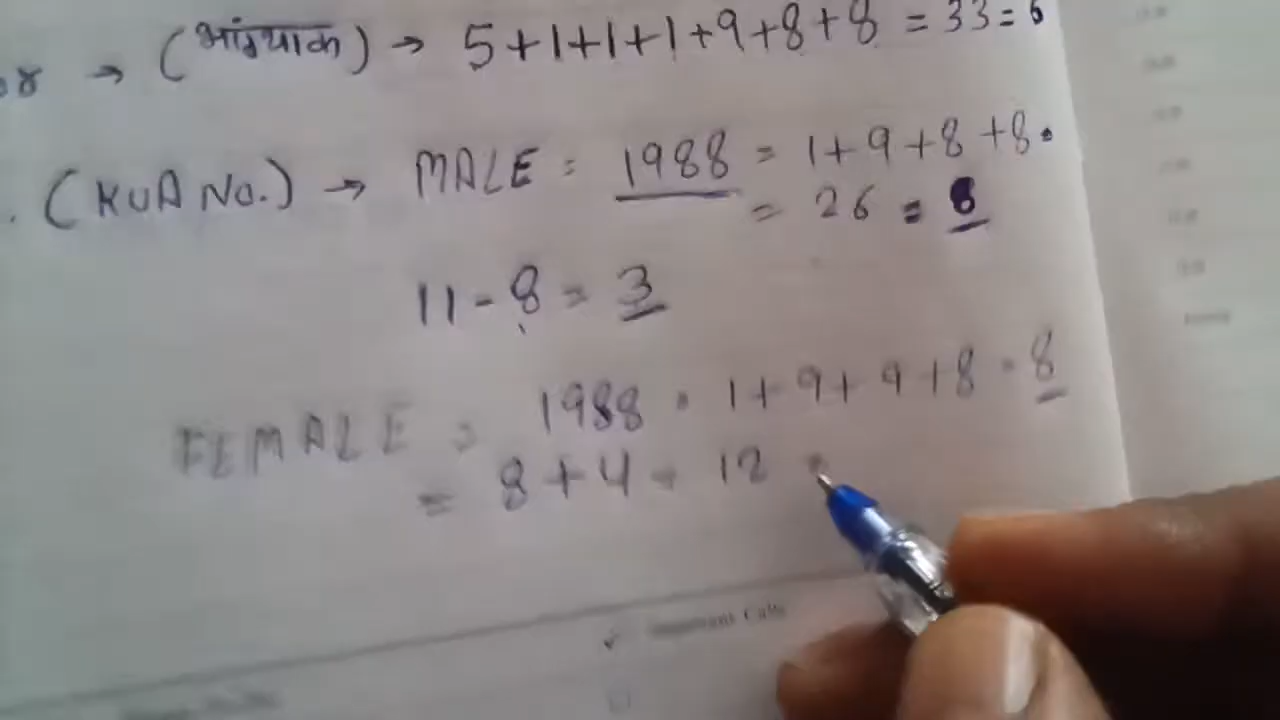 → (भाग्यांक) → 5+1+1+1+9+8+8 = 33 = 6
(KUA No.) → MALE = 1988 = 1+9+8+8
= 26 = 8
11 - 8 = 3
FEMALE = 1988 = 1+9+9+8 = 8
= 8+4 = 12 =